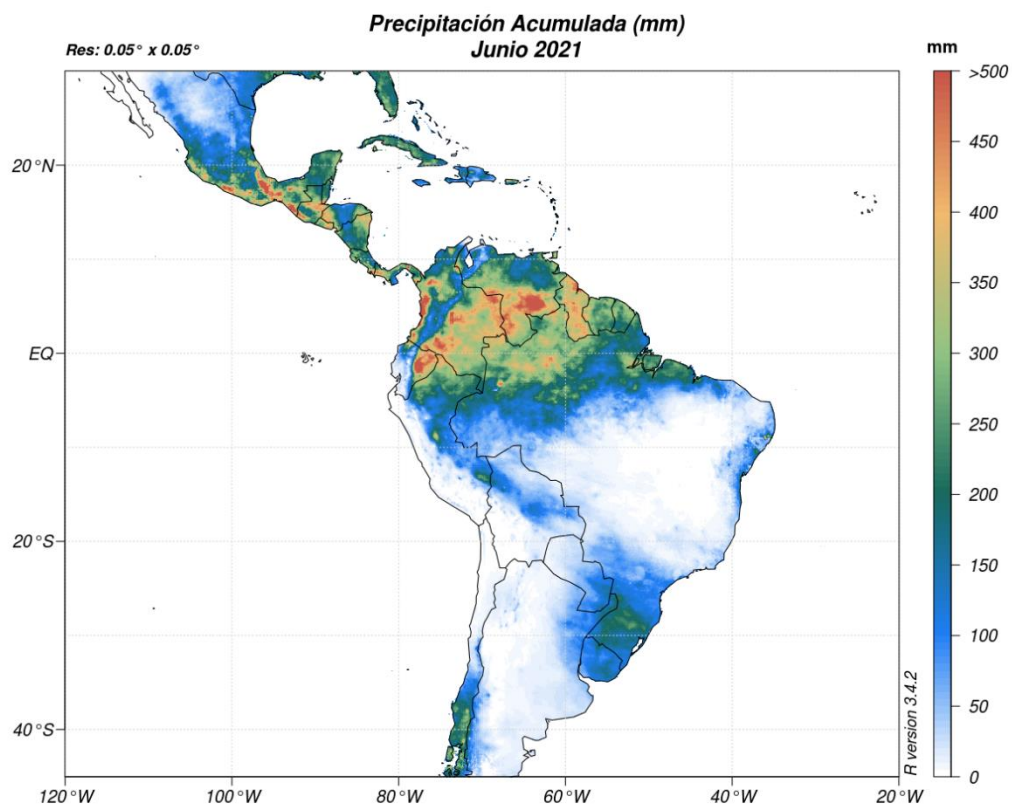 Precipitación Acumulada (mm)
Junio 2021
Res: 0.05° x 0.05°
mm
>500
450
400
350
300
250
200
150
100
50
0
20°N
EQ
20°S
40°S
120°W
100°W
80°W
60°W
40°W
20°W
R version 3.4.2